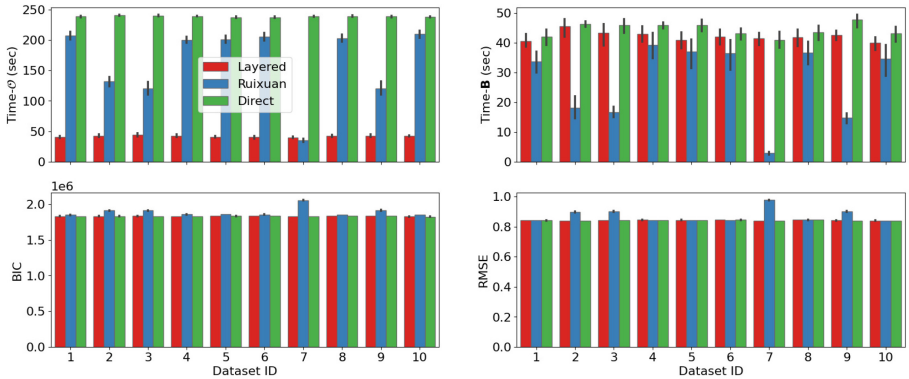 Time-𝒪 (sec)
250
200
150
100
50
0
Layered
Ruixuan
Direct
Time-B (sec)
50
40
30
20
10
0
1e6
BIC
2.0
1.5
1.0
0.5
0.0
1 2 3 4 5 6 7 8 9 10
Dataset ID
RMSE
1.0
0.8
0.6
0.4
0.2
0.0
1 2 3 4 5 6 7 8 9 10
Dataset ID